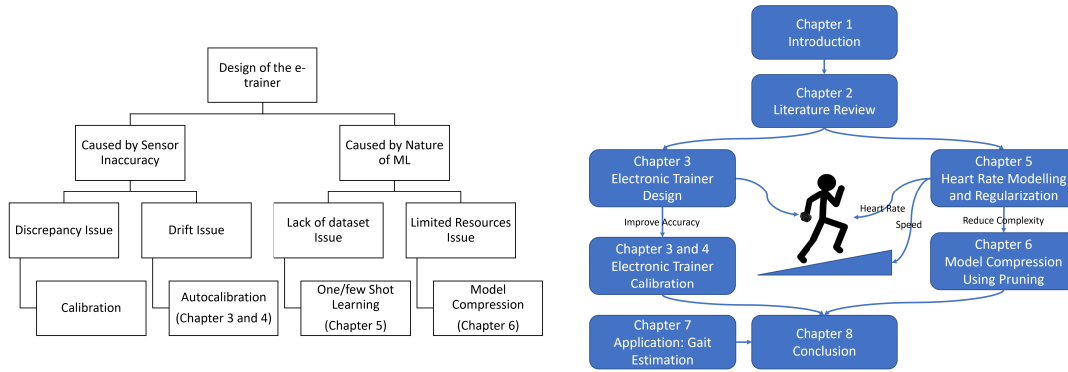 Design of the e-
trainer
Caused by Sensor
Inaccuracy
Caused by Nature
of ML
Discrepancy Issue
Drift Issue
Lack of dataset
Issue
Limited Resources
Issue
Calibration
Autocalibration
(Chapter 3 and 4)
One/few Shot
Learning
(Chapter 5)
Model
Compression
(Chapter 6)
Chapter 1
Introduction
Chapter 2
Literature Review
Chapter 3
Electronic Trainer
Design
Chapter 5
Heart Rate Modelling
and Regularization
Heart Rate
Speed
Improve Accuracy
Reduce Complexity
Chapter 3 and 4
Electronic Trainer
Calibration
Chapter 6
Model Compression
Using Pruning
Chapter 7
Application: Gait
Estimation
Chapter 8
Conclusion